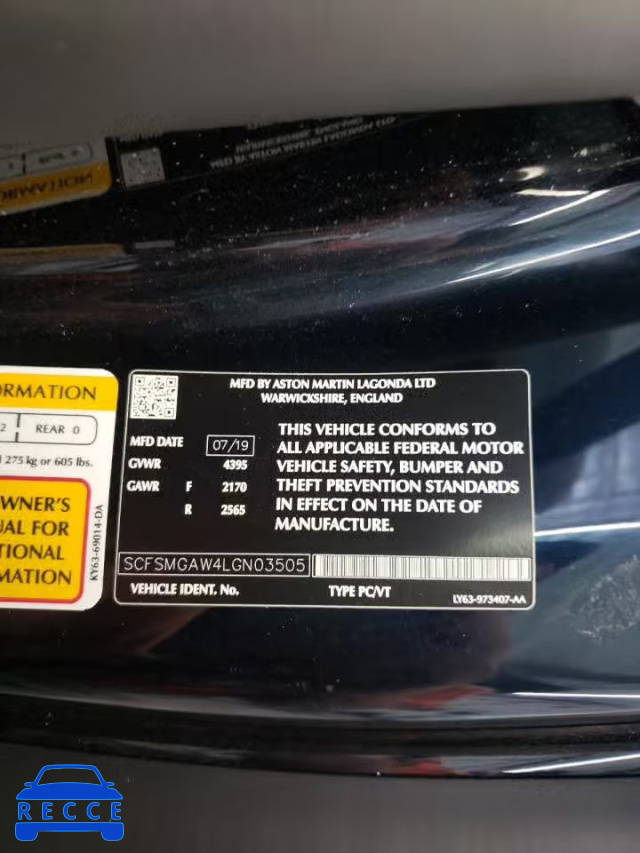 MFD BY ASTON MARTIN LAGONDA LTD
WARWICKSHIRE, ENGLAND
MFD DATE 07/19
GVWR 4395
GAWR F 2170
R 2565
THIS VEHICLE CONFORMS TO
ALL APPLICABLE FEDERAL MOTOR
VEHICLE SAFETY, BUMPER AND
THEFT PREVENTION STANDARDS
IN EFFECT ON THE DATE OF
MANUFACTURE.
SCFSMGAW4LGN03505
VEHICLE IDENT. No.
TYPE PC/VT
LY63-973407-AA
ORMATION
2 REAR 0
275 kg or 605 lbs.
WNER'S
UAL FOR
TIONAL
RMATION
KY63-69014-DA
RECCE